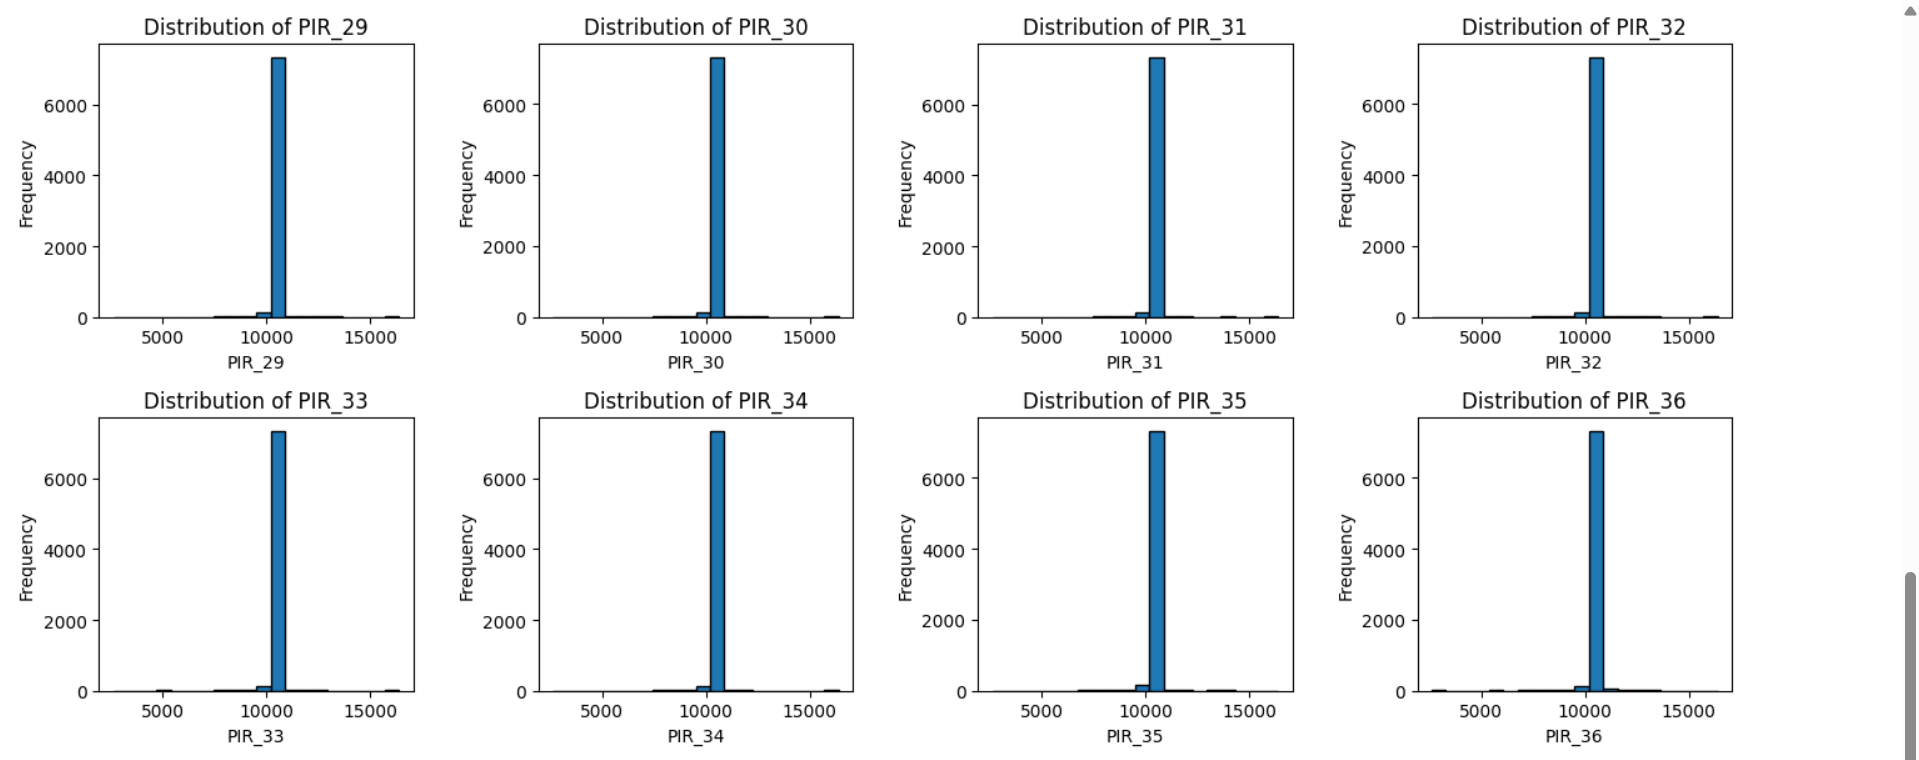 Distribution of PIR_29
Frequency
6000
4000
2000
0
5000 10000 15000
PIR_29
Distribution of PIR_30
Frequency
6000
4000
2000
0
5000 10000 15000
PIR_30
Distribution of PIR_31
Frequency
6000
4000
2000
0
5000 10000 15000
PIR_31
Distribution of PIR_32
Frequency
6000
4000
2000
0
5000 10000 15000
PIR_32
Distribution of PIR_33
Frequency
6000
4000
2000
0
5000 10000 15000
PIR_33
Distribution of PIR_34
Frequency
6000
4000
2000
0
5000 10000 15000
PIR_34
Distribution of PIR_35
Frequency
6000
4000
2000
0
5000 10000 15000
PIR_35
Distribution of PIR_36
Frequency
6000
4000
2000
0
5000 10000 15000
PIR_36